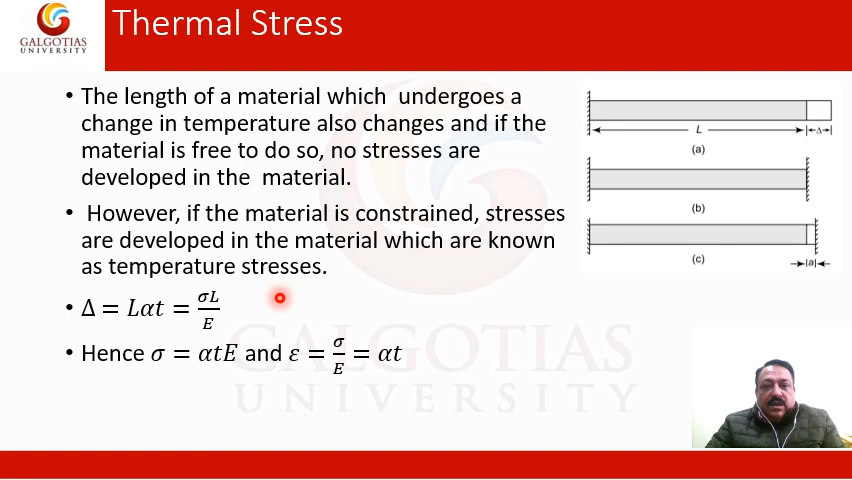 GALGOTIAS
UNIVERSITY
Thermal Stress
• The length of a material which undergoes a
change in temperature also changes and if the
material is free to do so, no stresses are
developed in the material.
• However, if the material is constrained, stresses
are developed in the material which are known
as temperature stresses.
• Δ = Lαt = σL/E
• Hence σ = αtE and ε = σ/E = αt
L
Δ
(a)
(b)
(c)
a
GALGOTIAS
UNIVERSITY